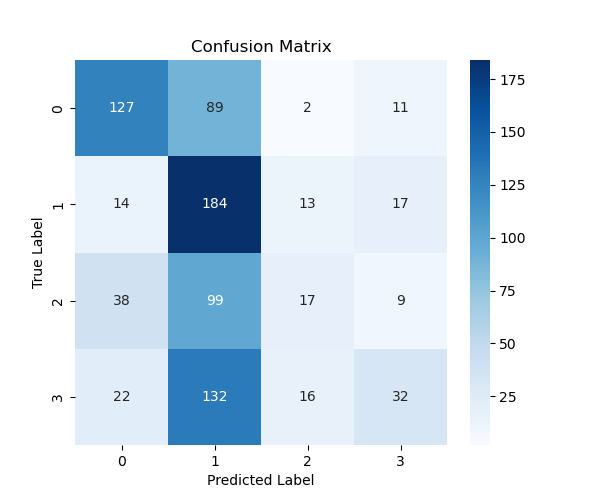 Confusion Matrix
0 127 89 2 11
1 14 184 13 17
2 38 99 17 9
3 22 132 16 32
0 1 2 3
Predicted Label
True Label
175
150
125
100
75
50
25